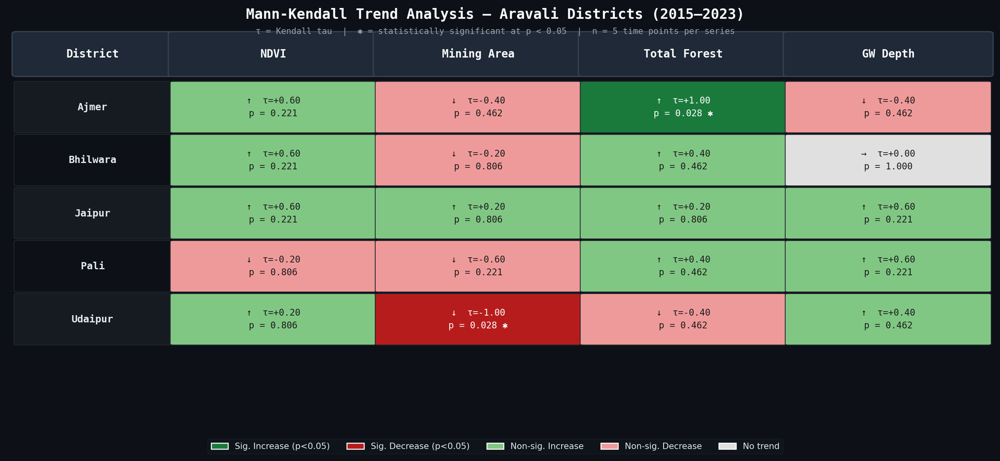 Mann-Kendall Trend Analysis — Aravali Districts (2015–2023)
τ = Kendall tau | ✱ = statistically significant at p < 0.05 | n = 5 time points per series
District NDVI Mining Area Total Forest GW Depth
↑ τ=+0.60 ↓ τ=-0.40 ↑ τ=+1.00 ↓ τ=-0.40
Ajmer
p = 0.221 p = 0.462 p = 0.028 ✱ p = 0.462
↑ τ=+0.60 ↓ τ=-0.20 ↑ τ=+0.40 → τ=+0.00
Bhilwara
p = 0.221 p = 0.806 p = 0.462 p = 1.000
↑ τ=+0.60 ↑ τ=+0.20 ↑ τ=+0.20 ↑ τ=+0.60
Jaipur
p = 0.221 p = 0.806 p = 0.806 p = 0.221
↓ τ=-0.20 ↓ τ=-0.60 ↑ τ=+0.40 ↑ τ=+0.60
Pali
p = 0.806 p = 0.221 p = 0.462 p = 0.221
↑ τ=+0.20 ↓ τ=-1.00 ↓ τ=-0.40 ↑ τ=+0.40
Udaipur
p = 0.806 p = 0.028 ✱ p = 0.462 p = 0.462
Sig. Increase (p<0.05) Sig. Decrease (p<0.05) Non-sig. Increase Non-sig. Decrease No trend